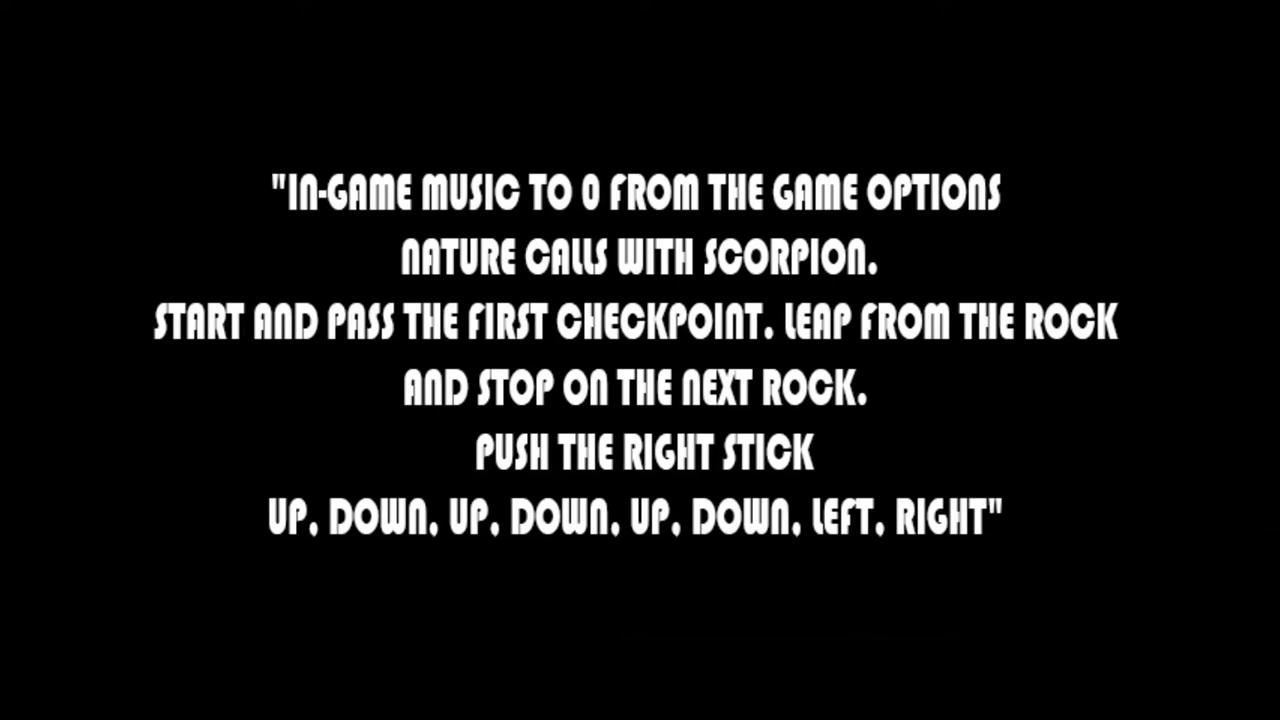 "IN-GAME MUSIC TO 0 FROM THE GAME OPTIONS
NATURE CALLS WITH SCORPION.
START AND PASS THE FIRST CHECKPOINT. LEAP FROM THE ROCK
AND STOP ON THE NEXT ROCK.
PUSH THE RIGHT STICK
UP, DOWN, UP, DOWN, UP, DOWN, LEFT, RIGHT"